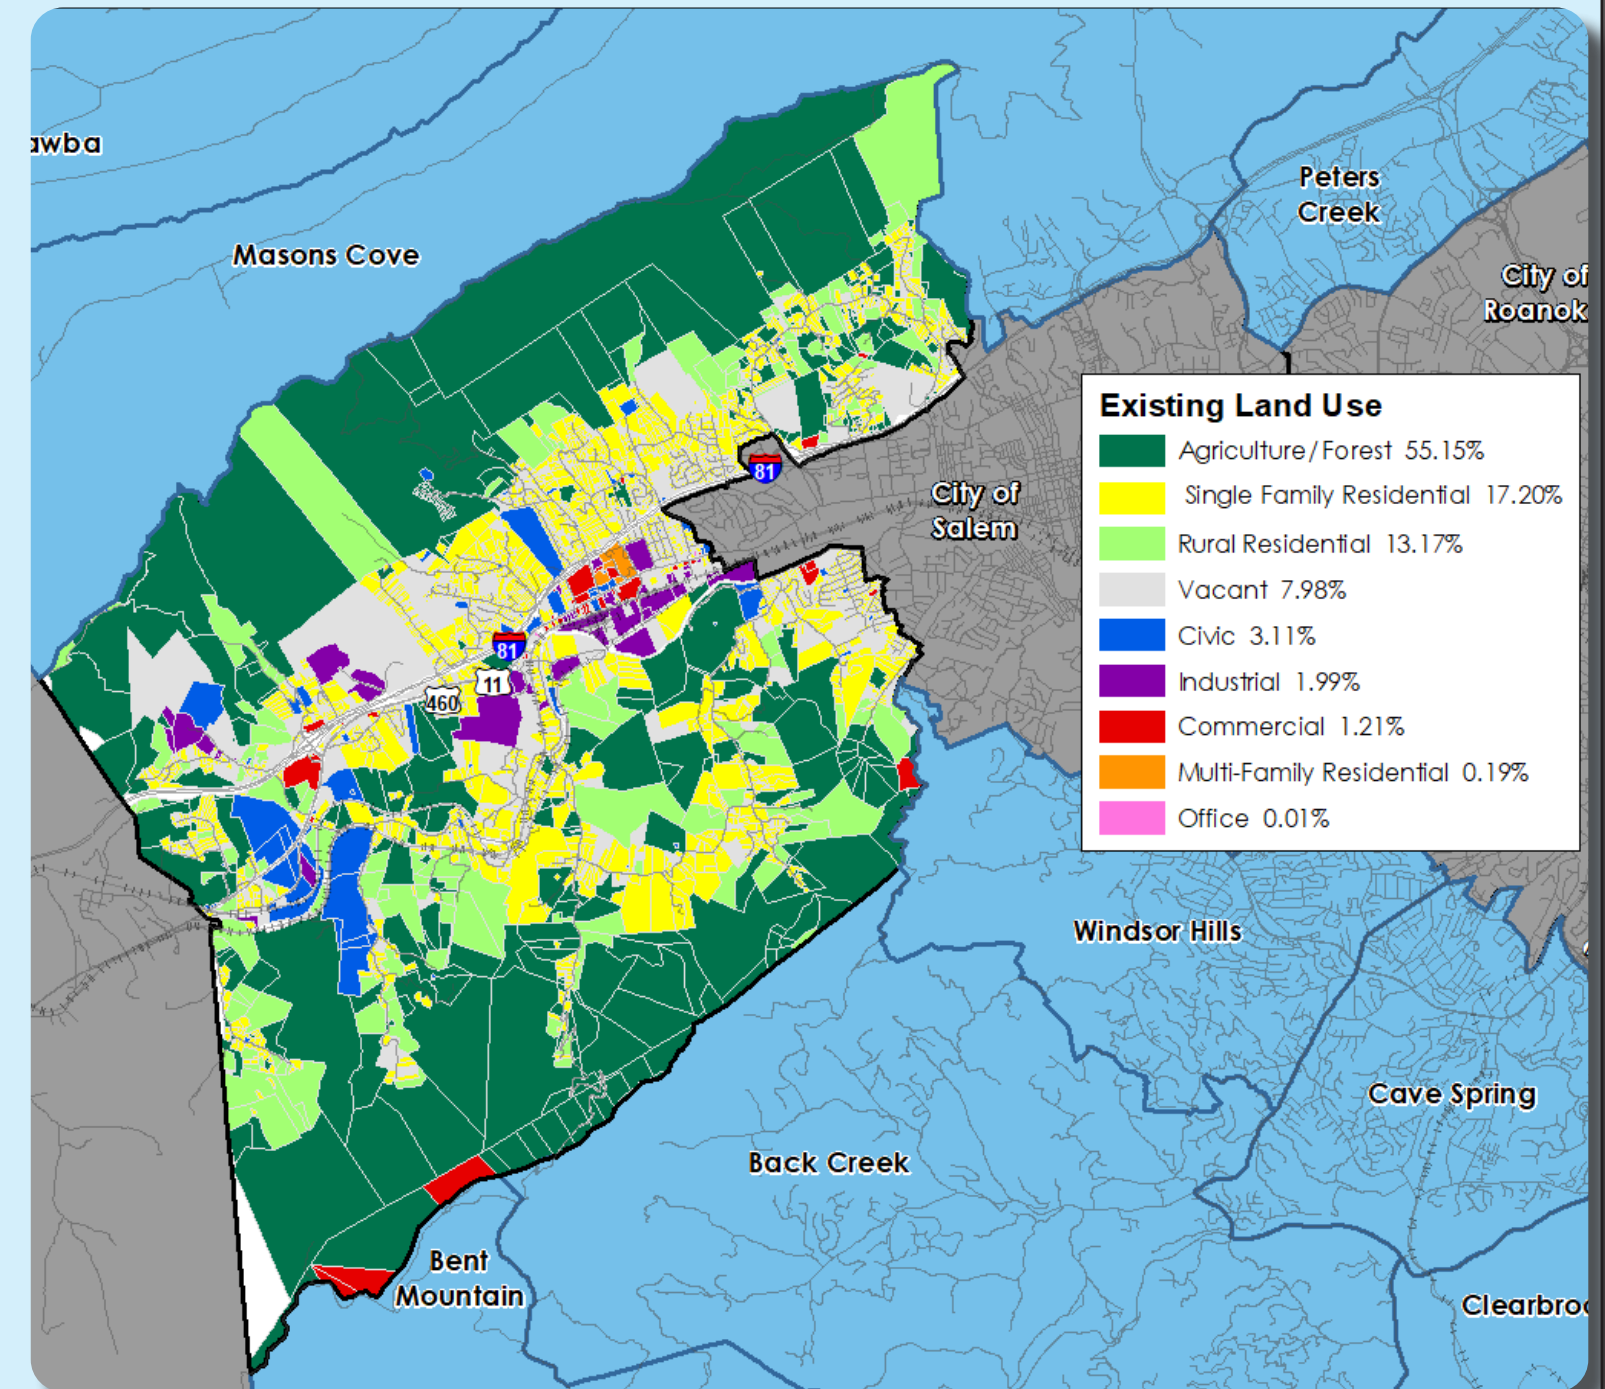 awba
Masons Cove
Peters
Creek
City of
Roanok
Existing Land Use
Agriculture/Forest 55.15%
Single Family Residential 17.20%
Rural Residential 13.17%
Vacant 7.98%
Civic 3.11%
Industrial 1.99%
Commercial 1.21%
Multi-Family Residential 0.19%
Office 0.01%
81
City of
Salem
81
11
460
Windsor Hills
Cave Spring
Back Creek
Bent
Mountain
Clearbroo